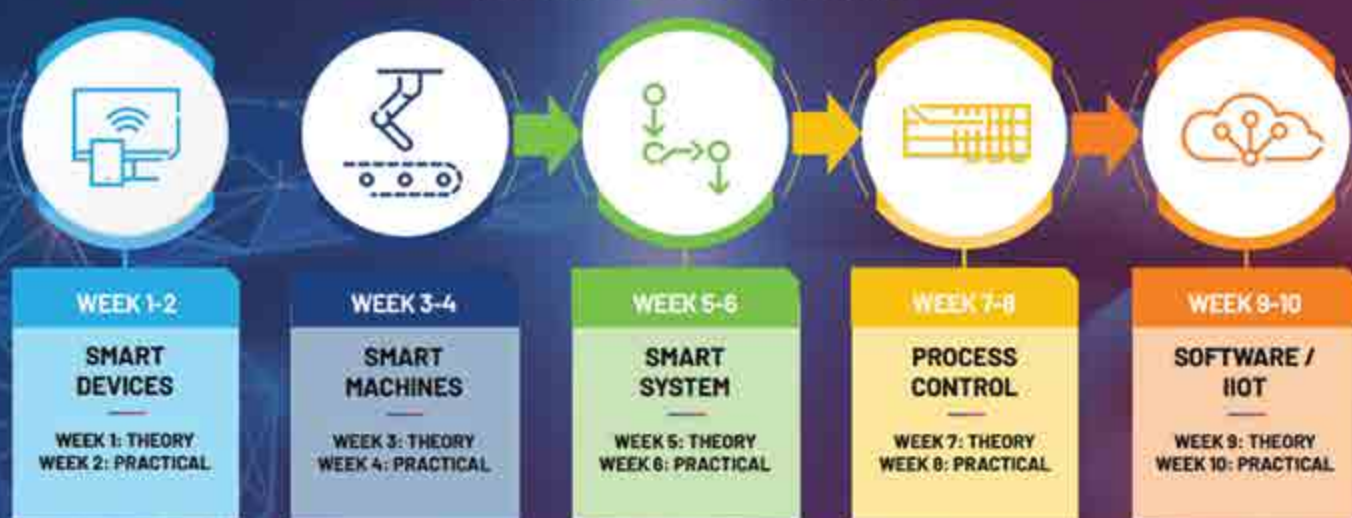 WEEK 1-2
SMART
DEVICES
WEEK 1: THEORY
WEEK 2: PRACTICAL
WEEK 3-4
SMART
MACHINES
WEEK 3: THEORY
WEEK 4: PRACTICAL
WEEK 5-6
SMART
SYSTEM
WEEK 5: THEORY
WEEK 6: PRACTICAL
WEEK 7-8
PROCESS
CONTROL
WEEK 7: THEORY
WEEK 8: PRACTICAL
WEEK 9-10
SOFTWARE /
IIOT
WEEK 9: THEORY
WEEK 10: PRACTICAL